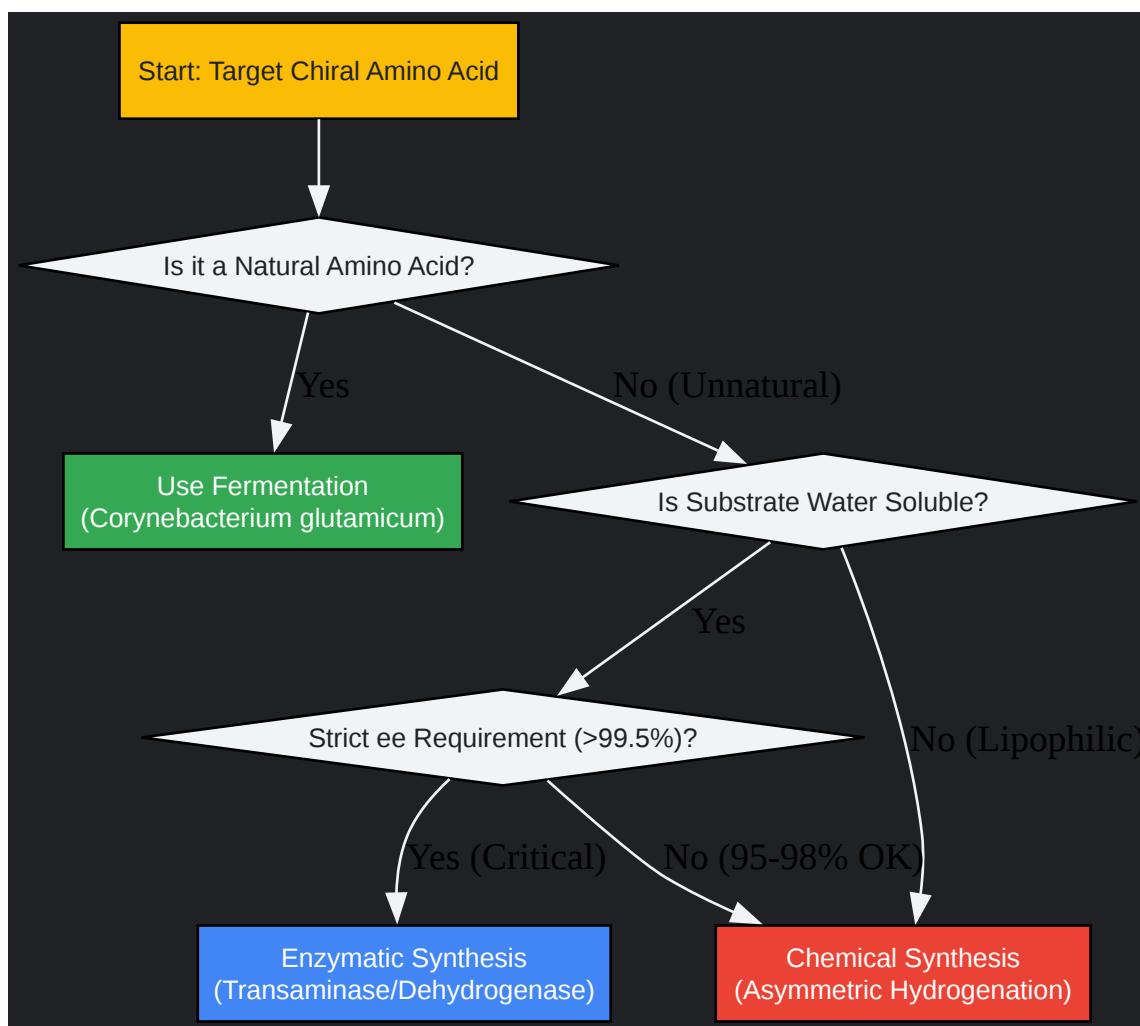 Start: Target Chiral Amino Acid
Is it a Natural Amino Acid?
Yes
No (Unnatural)
Use Fermentation
(Corynebacterium glutamicum)
Is Substrate Water Soluble?
Yes
Strict ee Requirement (>99.5%)?
No (Lipophilic)
Yes (Critical)
No (95-98% OK)
Enzymatic Synthesis
(Transaminase/Dehydrogenase)
Chemical Synthesis
(Asymmetric Hydrogenation)